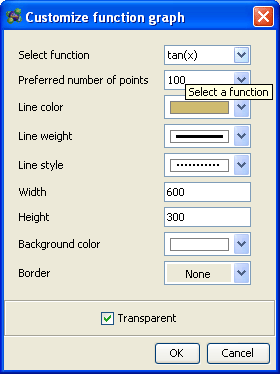 Customize function graph
Select function tan(x)
Preferred number of points 100
Select a function
Line color
Line weight
Line style
Width 600
Height 300
Background color
Border None
Transparent
OK Cancel